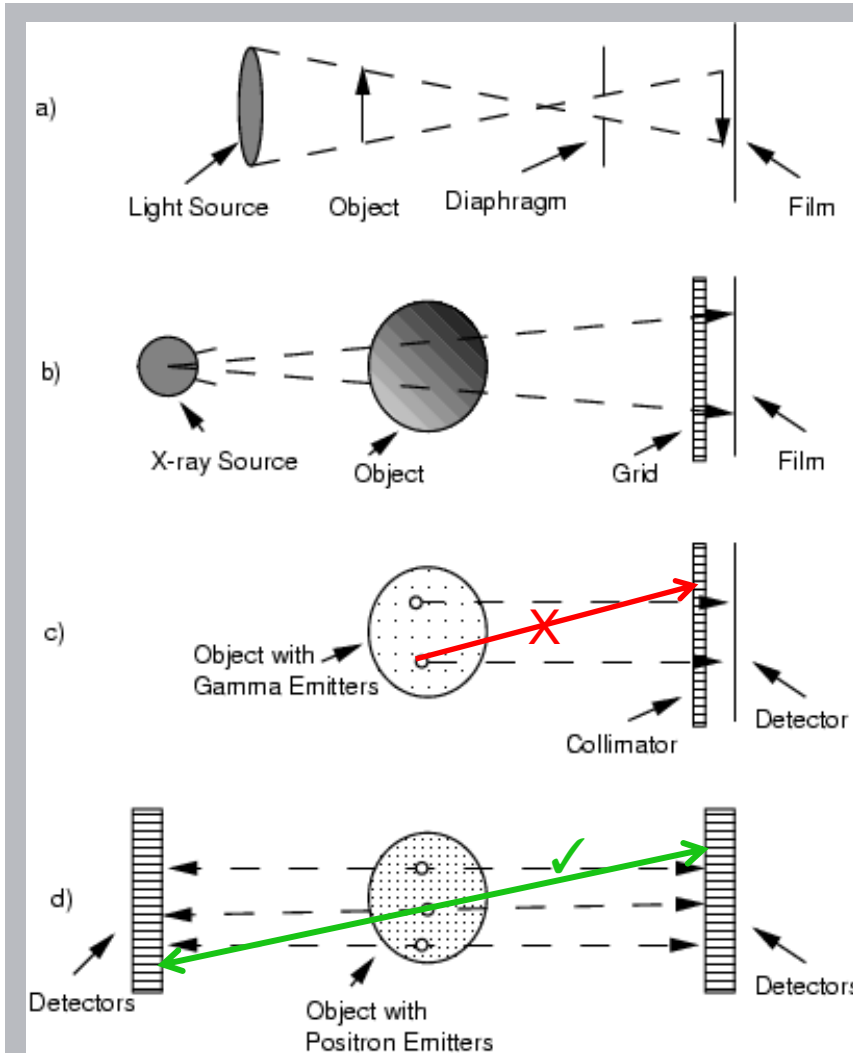 a)
Light Source
Object
Diaphragm
Film
b)
X-ray Source
Object
Grid
Film
c)
X
Object with
Gamma Emitters
Collimator
Detector
d)
✓
Detectors
Object with
Positron Emitters
Detectors